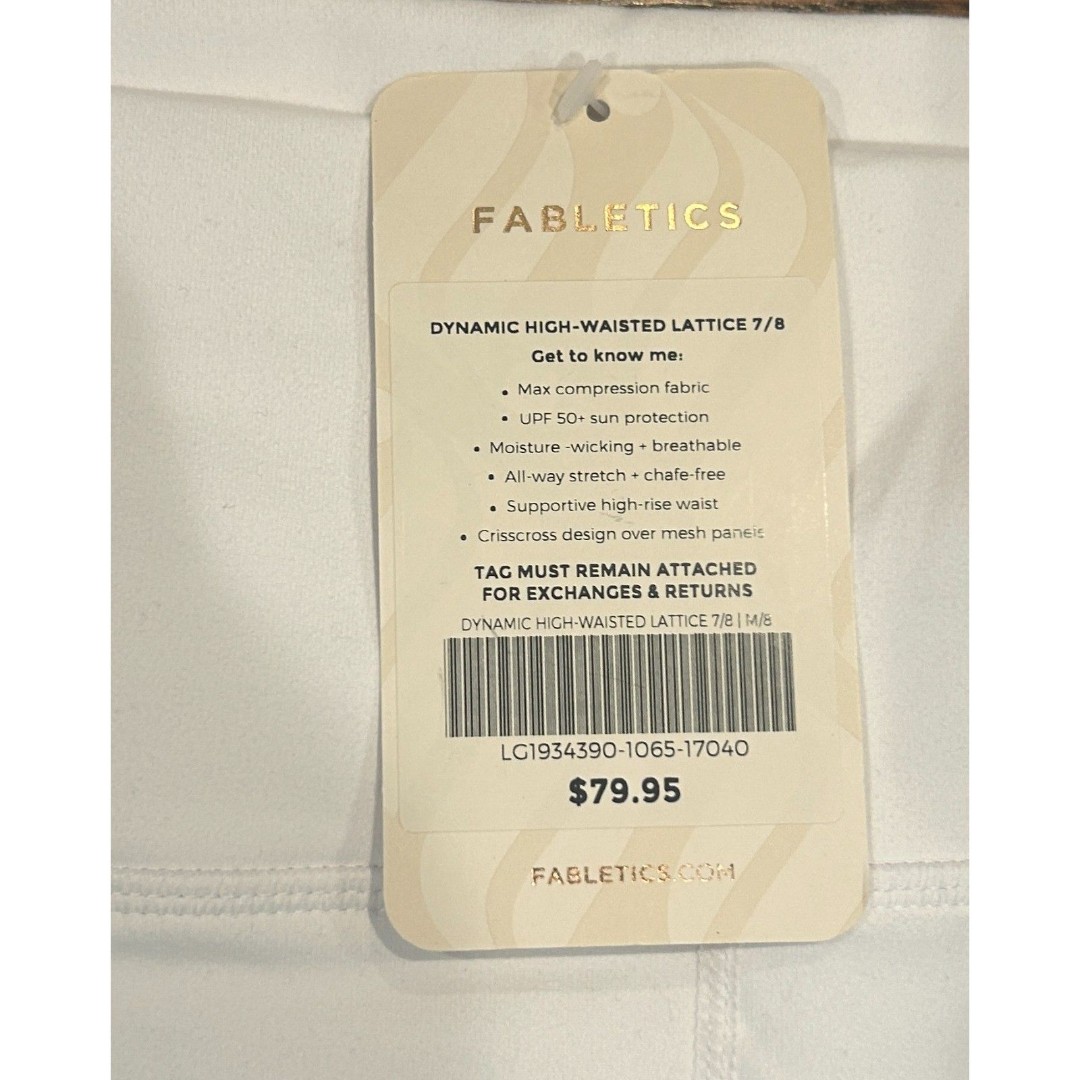 FABLETICS
DYNAMIC HIGH-WAISTED LATTICE 7/8
Get to know me:
• Max compression fabric
• UPF 50+ sun protection
• Moisture -wicking + breathable
• All-way stretch + chafe-free
• Supportive high-rise waist
• Crisscross design over mesh panels
TAG MUST REMAIN ATTACHED
FOR EXCHANGES & RETURNS
DYNAMIC HIGH-WAISTED LATTICE 7/8 | M/8
LG1934390-1065-17040
$79.95
FABLETICS.COM